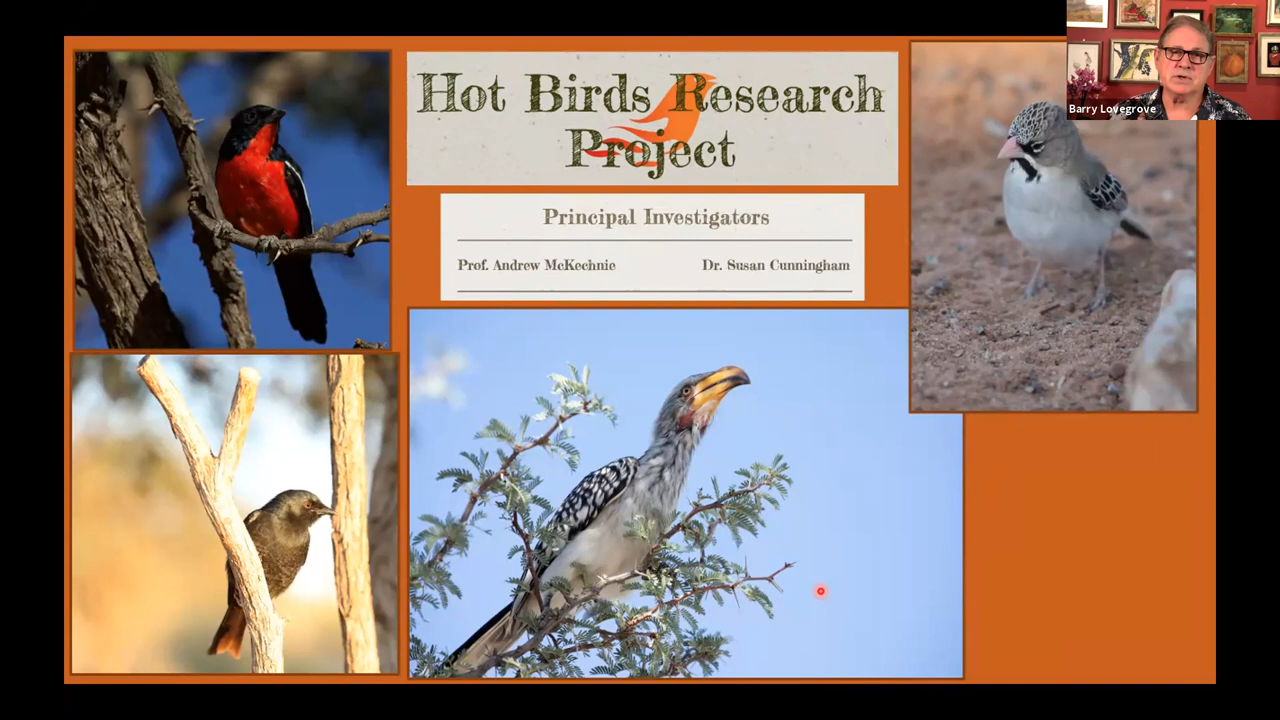 Hot Birds Research
Project
Principal Investigators
Prof. Andrew McKechnie
Dr. Susan Cunningham
Barry Lovegrove